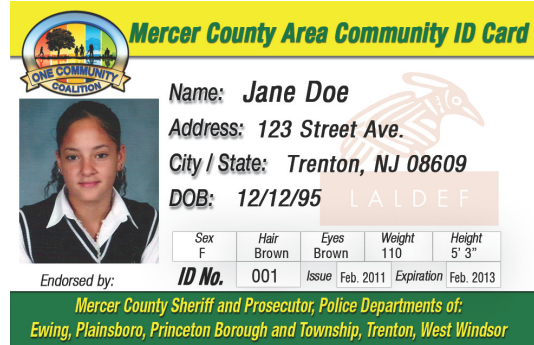 Mercer County Area Community ID Card
ONE COMMUNITY
COALITION
Name: Jane Doe
Address: 123 Street Ave.
City / State: Trenton, NJ 08609
DOB: 12/12/95
LALDEF
Sex Hair Eyes Weight Height
F Brown Brown 110 5' 3"
Endorsed by: ID No. 001 Issue Feb. 2011 Expiration Feb. 2013
Mercer County Sheriff and Prosecutor, Police Departments of:
Ewing, Plainsboro, Princeton Borough and Township, Trenton, West Windsor